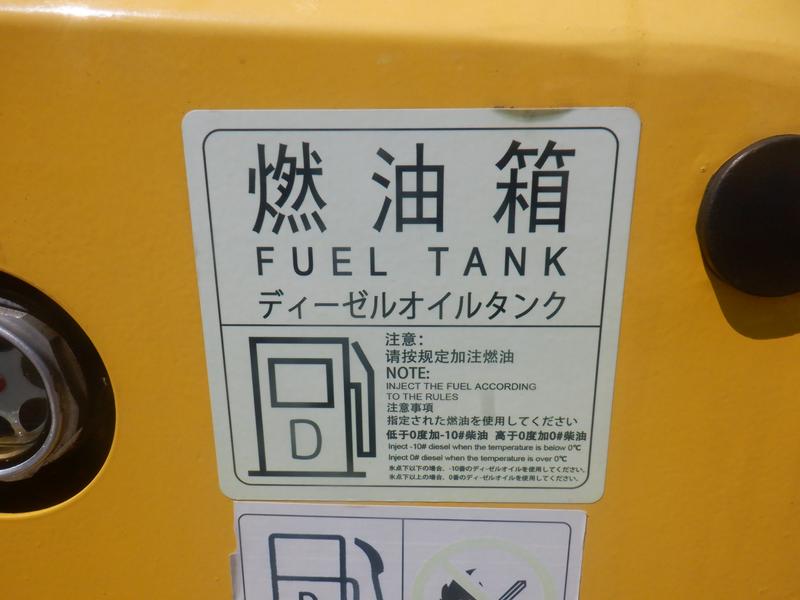 燃油箱
FUEL TANK
ディーゼルオイルタンク
D
注意:
请按规定加注燃油
NOTE:
INJECT THE FUEL ACCORDING
TO THE RULES
注意事項
指定された燃油を使用してください
低于0度加-10#柴油 高于0度加0#柴油
Inject -10# diesel when the temperature is below 0℃
Inject 0# diesel when the temperature is over 0℃
氷点下以下の場合、-10番のディーゼルオイルを使用してください。
氷点下以上の場合、0番のディーゼルオイルを使用してください。
D